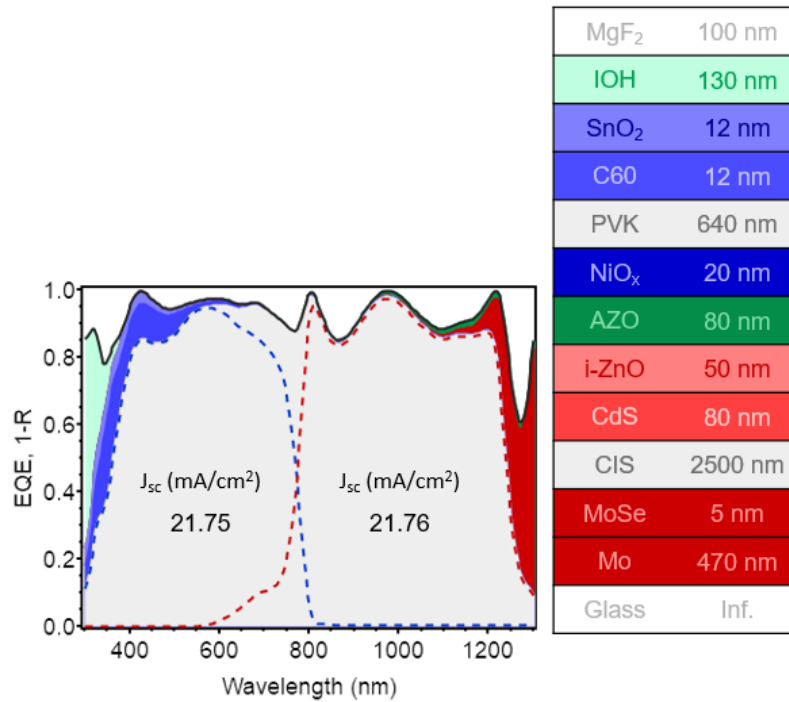 MgF₂ 100 nm
IOH 130 nm
SnO₂ 12 nm
C60 12 nm
PVK 640 nm
NiOₓ 20 nm
AZO 80 nm
i-ZnO 50 nm
CdS 80 nm
CIS 2500 nm
MoSe 5 nm
Mo 470 nm
Glass Inf.
EQE, 1-R
1.0
0.8
0.6
0.4
0.2
0.0
J_sc (mA/cm²) J_sc (mA/cm²)
21.75 21.76
400 600 800 1000 1200
Wavelength (nm)